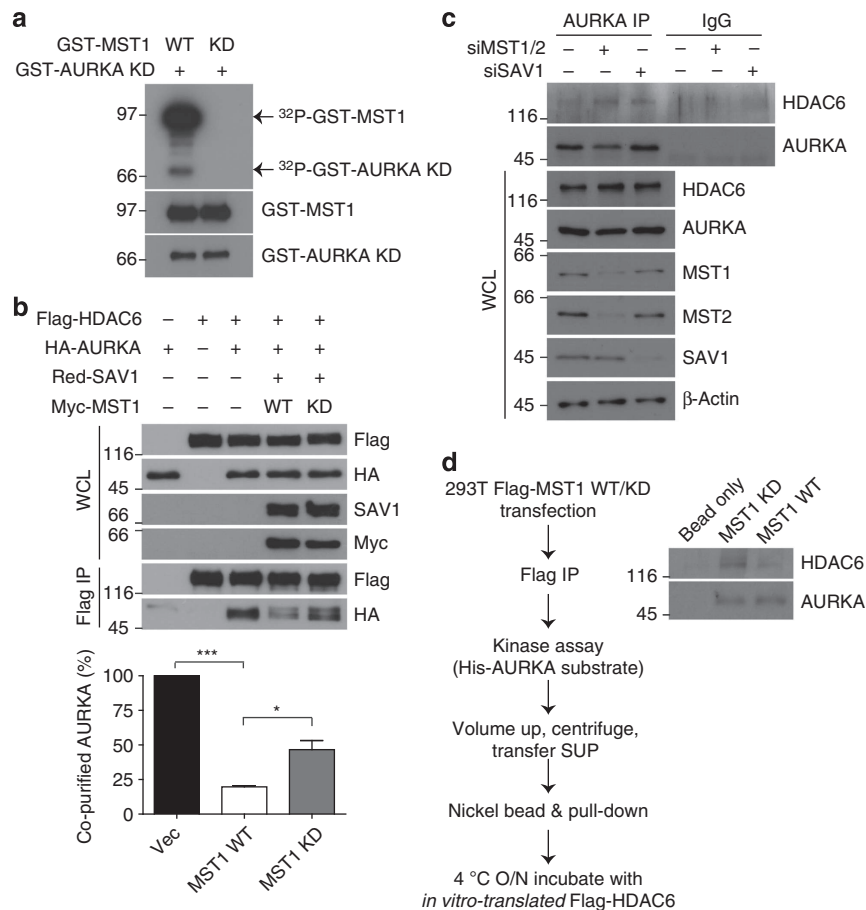 a
GST-MST1 WT KD
GST-AURKA KD + +
97
32P-GST-MST1
66
32P-GST-AURKA KD
97
GST-MST1
66
GST-AURKA KD
b
Flag-HDAC6 – + + + +
HA-AURKA + – + + +
Red-SAV1 + +
Myc-MST1 – – – WT KD
WCL
116
Flag
45
HA
66
SAV1
66
Myc
Flag IP
116
Flag
45
HA
Co-purified AURKA (%)
100
75
50
25
0
***
*
Vec
MST1 WT
MST1 KD
c
AURKA IP IgG
siMST1/2 – + – – + –
siSAV1 – – + – – +
116
HDAC6
45
AURKA
WCL
116
HDAC6
45
AURKA
66
MST1
66
MST2
45
SAV1
45
β-Actin
d
293T Flag-MST1 WT/KD
transfection
Flag IP
Kinase assay
(His-AURKA substrate)
Volume up, centrifuge,
transfer SUP
Nickel bead & pull-down
4 °C O/N incubate with
in vitro-translated Flag-HDAC6
Bead only
MST1 KD
MST1 WT
116
HDAC6
45
AURKA